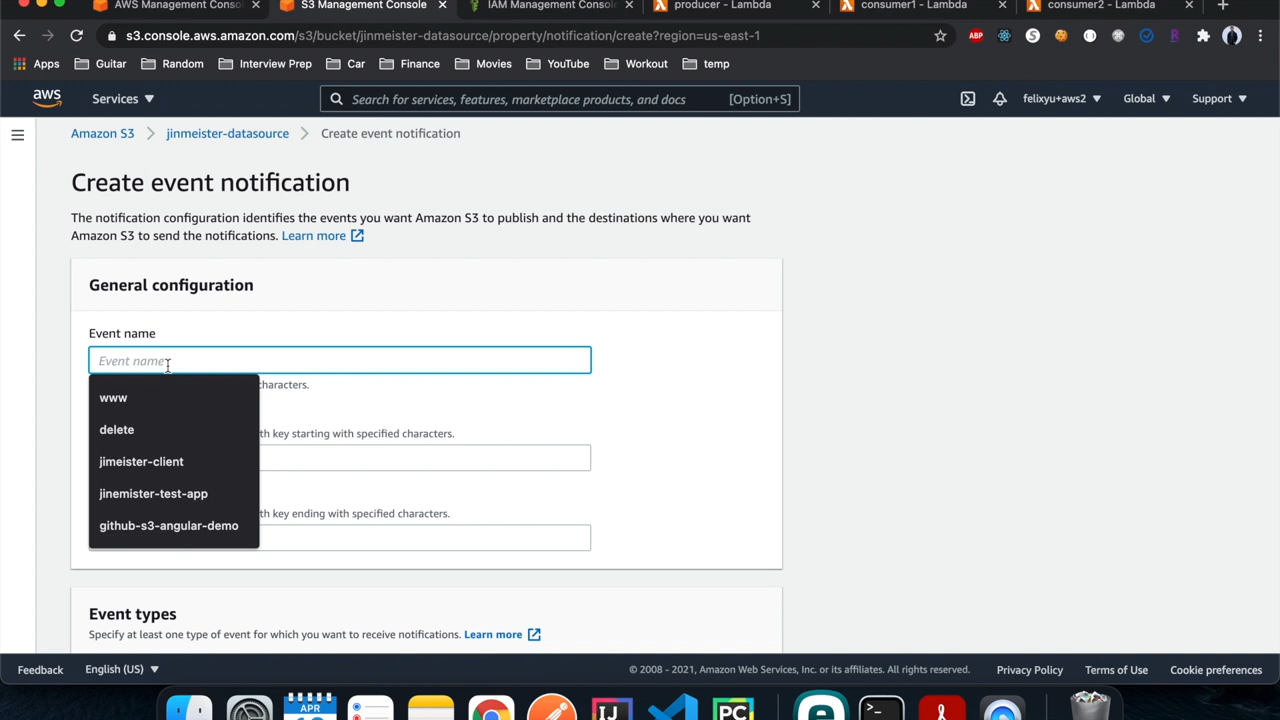 AWS Management Consol
S3 Management Console
IAM Management Console
producer - Lambda
consumer1 - Lambda
consumer2 - Lambda
s3.console.aws.amazon.com/s3/bucket/jinmeister-datasource/property/notification/create?region=us-east-1
ABP
Apps
Guitar
Random
Interview Prep
Car
Finance
Movies
YouTube
Workout
temp
aws
Services
Search for services, features, marketplace products, and docs
[Option+S]
felixyu+aws2
Global
Support
Amazon S3
jinmeister-datasource
Create event notification
Create event notification
The notification configuration identifies the events you want Amazon S3 to publish and the destinations where you want
Amazon S3 to send the notifications. Learn more
General configuration
Event name
Event name
characters.
www
delete
th key starting with specified characters.
jimeister-client
jinemister-test-app
th key ending with specified characters.
github-s3-angular-demo
Event types
Specify at least one type of event for which you want to receive notifications. Learn more
Feedback
English (US)
© 2008 - 2021, Amazon Web Services, Inc. or its affiliates. All rights reserved.
Privacy Policy
Terms of Use
Cookie preferences
APR
IJ
PC